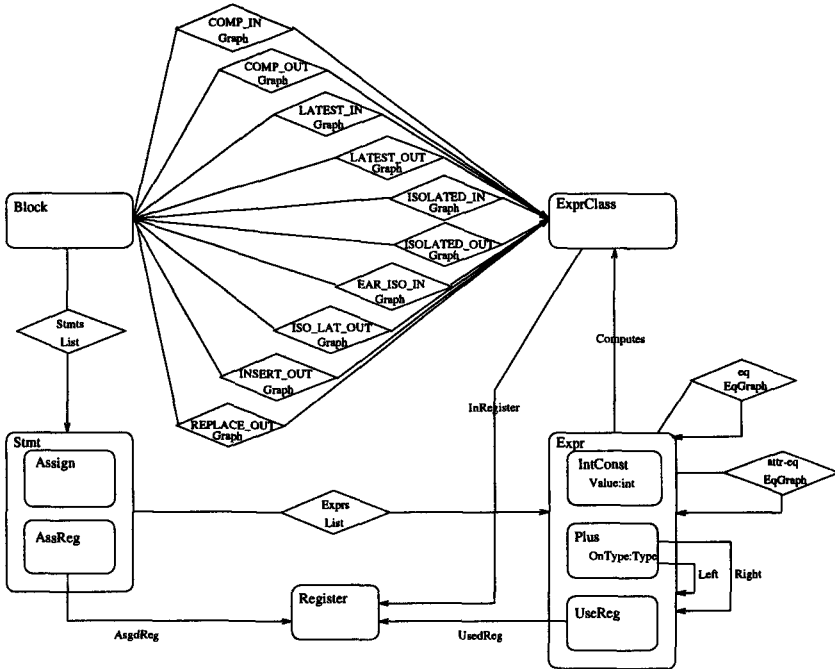 COMP_IN
Graph
COMP_OUT
Graph
LATEST_IN
Graph
LATEST_OUT
Graph
Block
ISOLATED_IN
Graph
ExprClass
ISOLATED_OUT
Graph
EAR_ISO_IN
Graph
Stmts
List
ISO_LAT_OUT
Graph
Computes
INSERT_OUT
Graph
eq
EqGraph
InRegister
REPLACE_OUT
Graph
Stmt
Assign
Expr
IntConst
Value:int
attr-eq
EqGraph
Exprs
List
AssReg
Plus
OnType:Type
Left
Right
Register
UseReg
AsgdReg
UsedReg